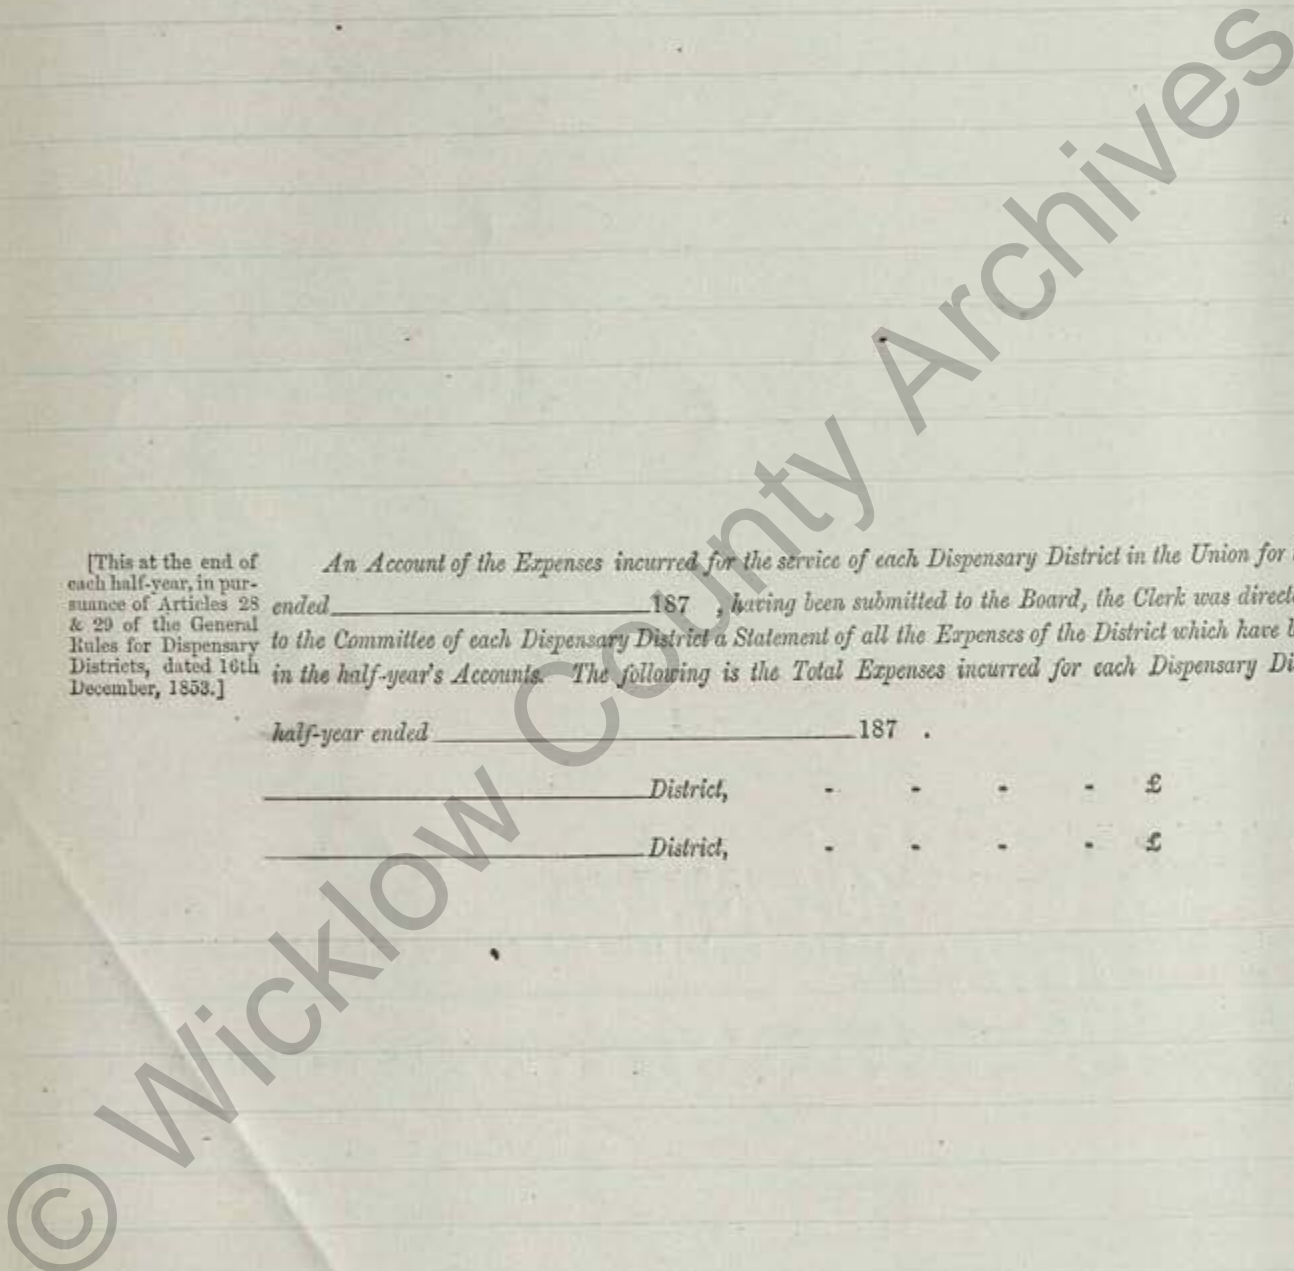 [This at the end of
each half-year, in pur-
suance of Articles 28
& 29 of the General
Rules for Dispensary
Districts, dated 16th
December, 1853.]
An Account of the Expenses incurred for the service of each Dispensary District in the Union for
ended 187 , having been submitted to the Board, the Clerk was direct
to the Committee of each Dispensary District a Statement of all the Expenses of the District which have b
in the half-year's Accounts. The following is the Total Expenses incurred for each Dispensary Di
half-year ended 187 .
District, - - - - £
District, - - - - £
© Wicklow County Archives